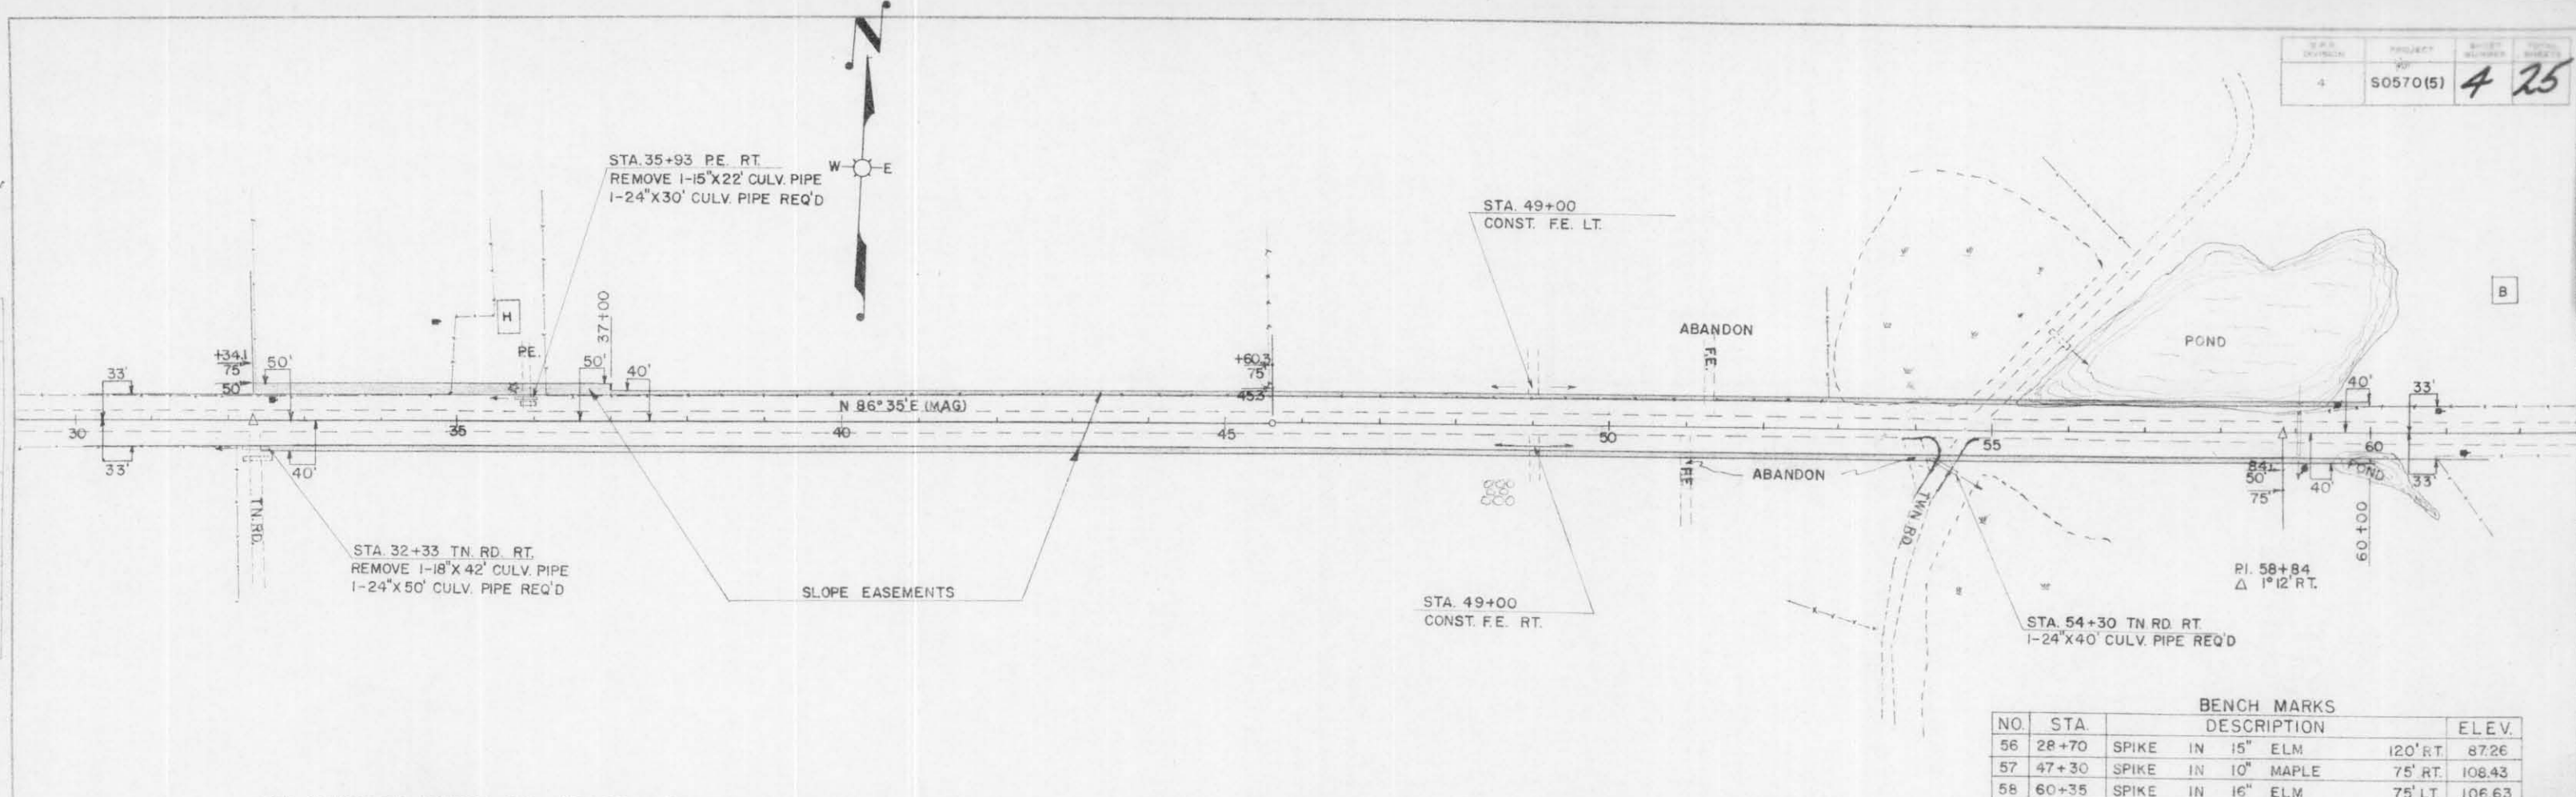 PROJECT
4 S0570(5) 4 25
N
W E
STA. 35+93 P.E. RT.
REMOVE 1-15"X22' CULV. PIPE
1-24"X30' CULV. PIPE REQ'D
STA. 49+00
CONST. F.E. LT.
ABANDON
F.E.
POND
B
H
P.E.
37+00
+34.1
75'
50'
50'
50'
40'
33'
33'
40'
+60.3
75'
453
40'
33'
N 86° 35' E (MAG)
30 35 40 45 50 55 60
TN. RD.
STA. 32+33 TN. RD. RT.
REMOVE 1-18"X 42' CULV. PIPE
1-24"X 50' CULV. PIPE REQ'D
SLOPE EASEMENTS
F.E.
ABANDON
STA. 49+00
CONST. F.E. RT.
84
50'
75'
40'
POND
33'
60+00
P.I. 58+84
Δ 1° 12' RT.
STA. 54+30 TN. RD. RT.
1-24"X40' CULV. PIPE REQ'D
BENCH MARKS
NO. STA. DESCRIPTION ELEV.
56 28+70 SPIKE IN 15" ELM 120' RT. 87.26
57 47+30 SPIKE IN 10" MAPLE 75' RT. 108.43
58 60+35 SPIKE IN 16" ELM 75' LT 106.63